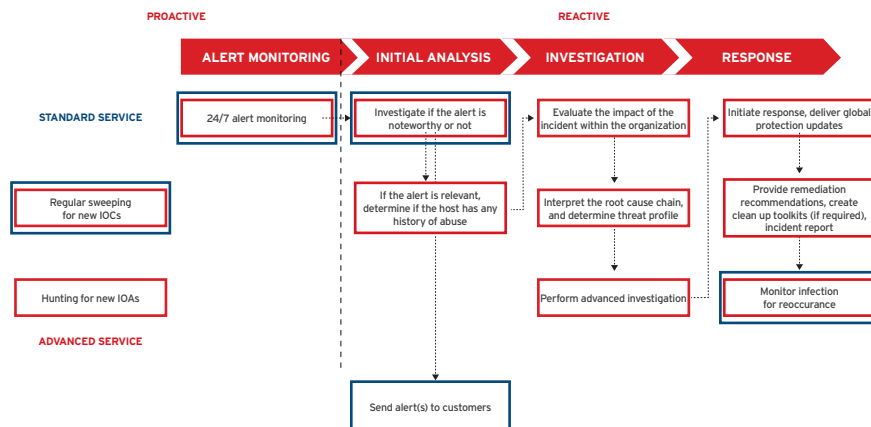 PROACTIVE
REACTIVE
ALERT MONITORING
INITIAL ANALYSIS
INVESTIGATION
RESPONSE
STANDARD SERVICE
24/7 alert monitoring
Investigate if the alert is
noteworthy or not
Evaluate the impact of the
incident within the organization
Initiate response, deliver global
protection updates
Regular sweeping
for new IOCs
If the alert is relevant,
determine if the host has any
history of abuse
Interpret the root cause chain,
and determine threat profile
Provide remediation
recommendations, create
clean up toolkits (if required),
incident report
Hunting for new IOAs
Perform advanced investigation
Monitor infection
for reoccurance
ADVANCED SERVICE
Send alert(s) to customers